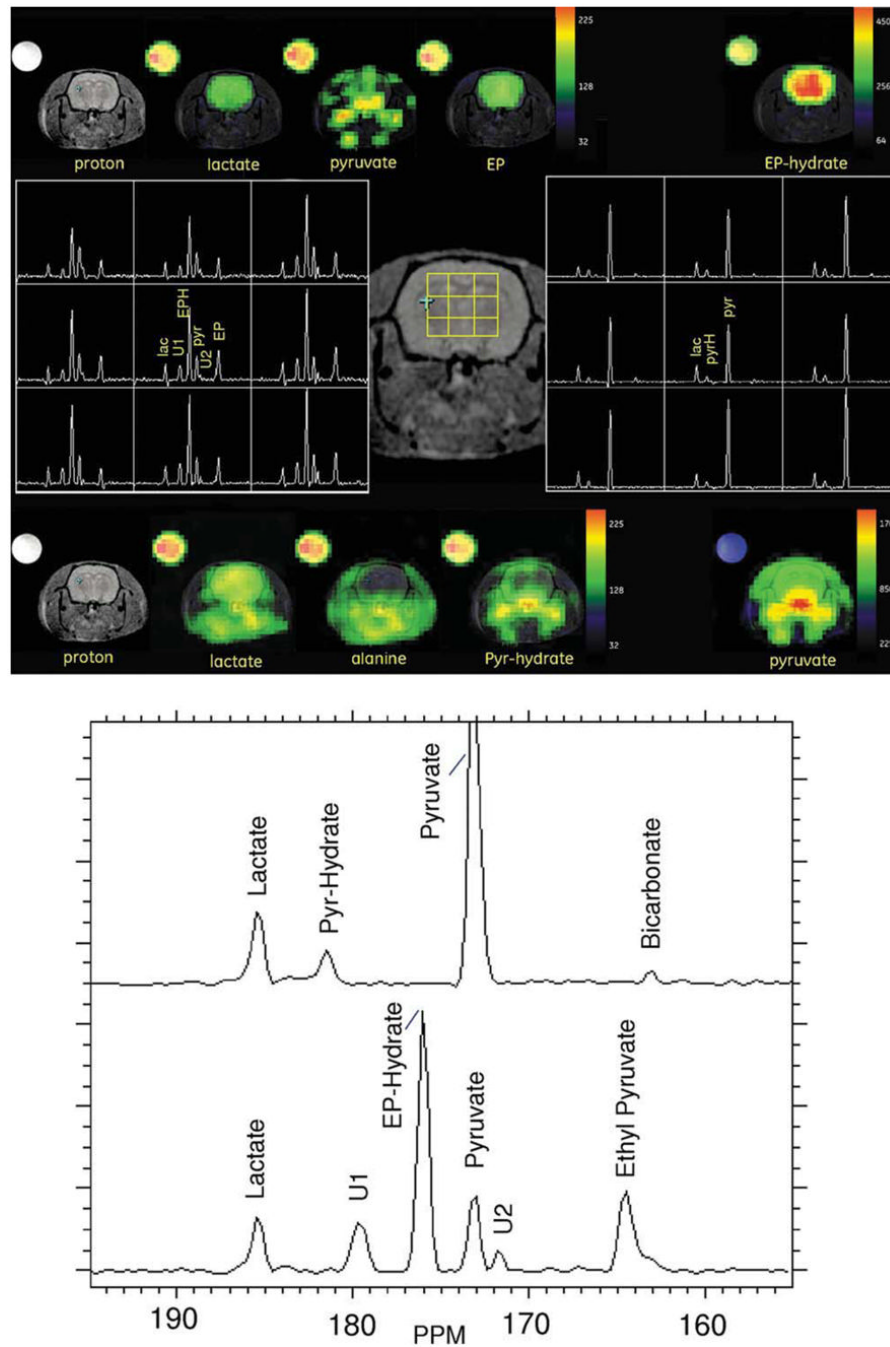 225
450
128
256
32
64
proton lactate pyruvate EP EP-hydrate
lac
U1
EPH
pyr
U2
EP
lac
pyrH
pyr
225
170
128
850
32
225
proton lactate alanine Pyr-hydrate pyruvate
Lactate
Pyr-Hydrate
Pyruvate
Bicarbonate
Lactate
U1
EP-Hydrate
Pyruvate
U2
Ethyl Pyruvate
190 180 170 160
PPM